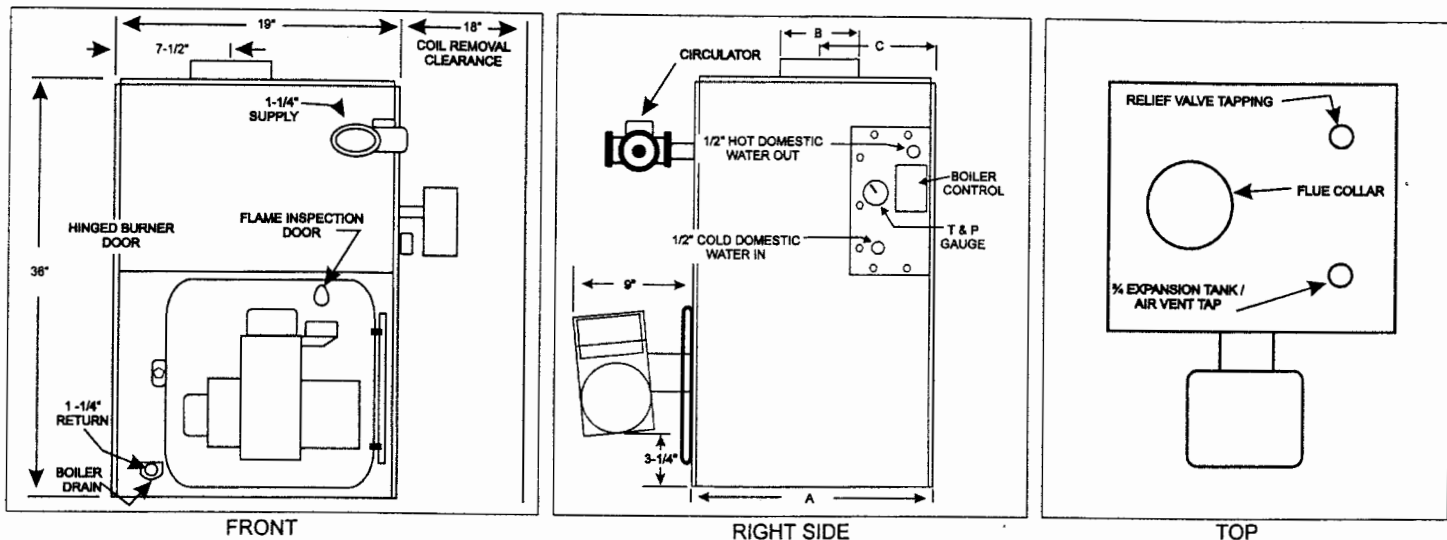 19"
18"
7-1/2"
COIL REMOVAL
CLEARANCE
1-1/4"
SUPPLY
HINGED BURNER
DOOR
FLAME INSPECTION
DOOR
36"
1 -1/4"
RETURN
BOILER
DRAIN
FRONT
B
C
CIRCULATOR
1/2" HOT DOMESTIC
WATER OUT
BOILER
CONTROL
T & P
GAUGE
1/2" COLD DOMESTIC
WATER IN
9"
3-1/4"
A
RIGHT SIDE
RELIEF VALVE TAPPING
FLUE COLLAR
¾ EXPANSION TANK /
AIR VENT TAP
TOP